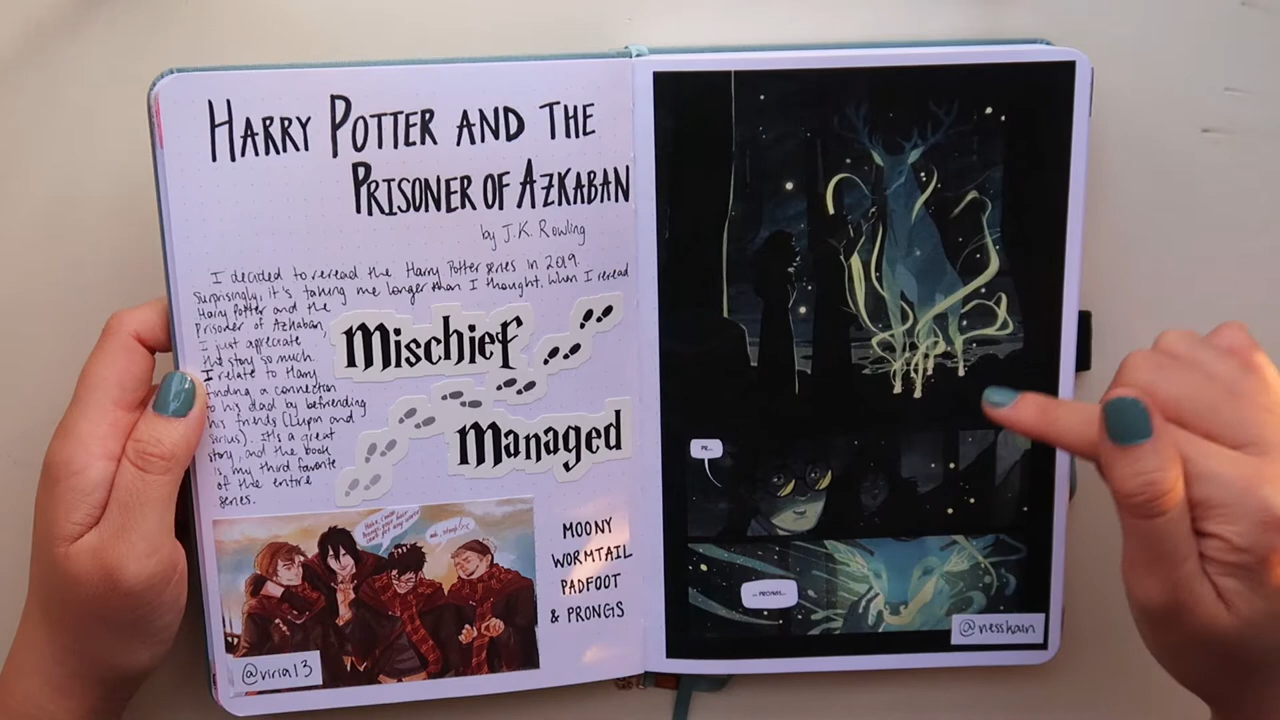 HARRY POTTER AND THE
PRISONER OF AZKABAN
by J.K. Rowling
I decided to reread the Harry Potter series in 2019.
Surprisingly, it's taking me longer than I thought. When I reread
Harry Potter and the
Prisoner of Azkaban,
I just appreciate
this story so much.
I relate to Harry
finding a connection
to his dad by befriending
his friends (Lupin and
Sirius). It's a great
story, and the book
is my third favorite
of the entire
series.
Mischief
Managed
MOONY
WORMTAIL
PADFOOT
& PRONGS
@viria13
PR...
...PRONGS...
@nesskain